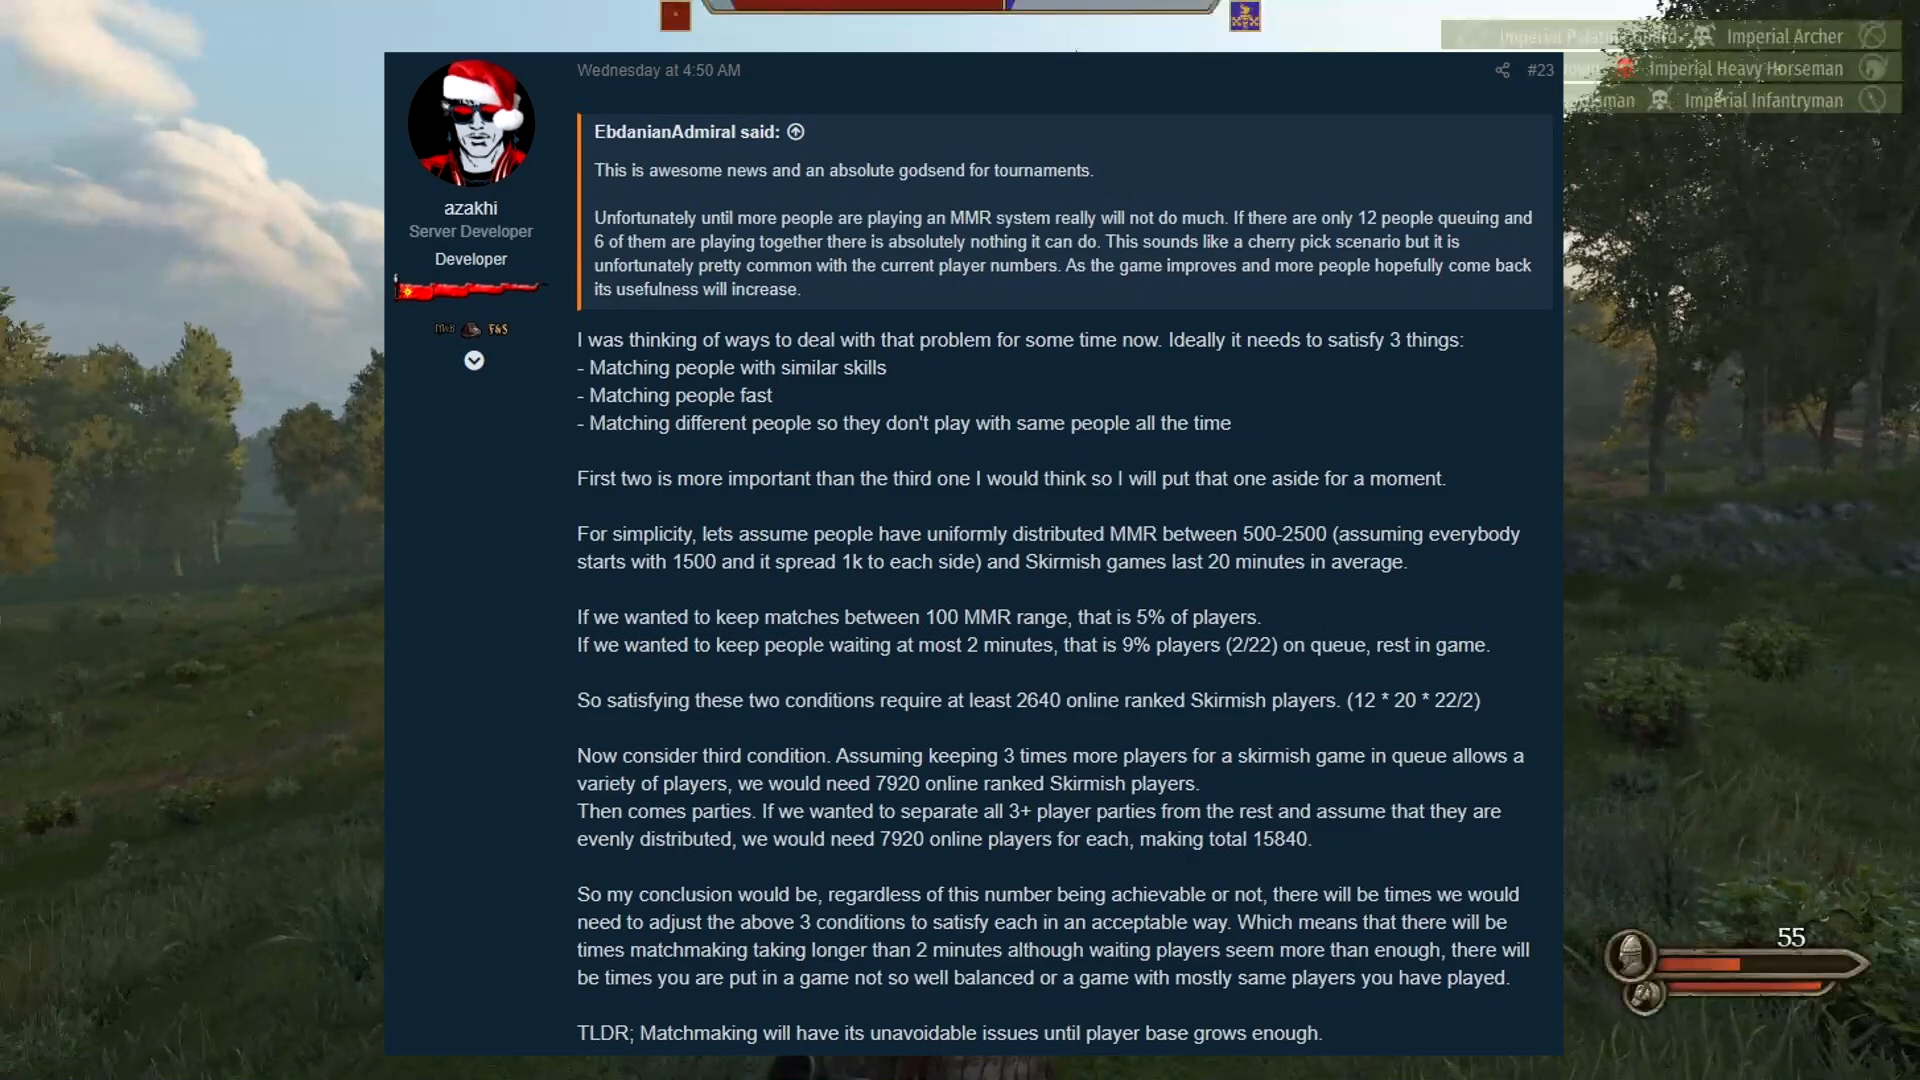 Imperial Archer
Imperial Heavy Horseman
Imperial Infantryman
Wednesday at 4:50 AM
#23
azakhi
Server Developer
Developer
M&B F&S
EbdanianAdmiral said:
This is awesome news and an absolute godsend for tournaments.
Unfortunately until more people are playing an MMR system really will not do much. If there are only 12 people queuing and
6 of them are playing together there is absolutely nothing it can do. This sounds like a cherry pick scenario but it is
unfortunately pretty common with the current player numbers. As the game improves and more people hopefully come back
its usefulness will increase.
I was thinking of ways to deal with that problem for some time now. Ideally it needs to satisfy 3 things:
- Matching people with similar skills
- Matching people fast
- Matching different people so they don't play with same people all the time
First two is more important than the third one I would think so I will put that one aside for a moment.
For simplicity, lets assume people have uniformly distributed MMR between 500-2500 (assuming everybody
starts with 1500 and it spread 1k to each side) and Skirmish games last 20 minutes in average.
If we wanted to keep matches between 100 MMR range, that is 5% of players.
If we wanted to keep people waiting at most 2 minutes, that is 9% players (2/22) on queue, rest in game.
So satisfying these two conditions require at least 2640 online ranked Skirmish players. (12 * 20 * 22/2)
Now consider third condition. Assuming keeping 3 times more players for a skirmish game in queue allows a
variety of players, we would need 7920 online ranked Skirmish players.
Then comes parties. If we wanted to separate all 3+ player parties from the rest and assume that they are
evenly distributed, we would need 7920 online players for each, making total 15840.
So my conclusion would be, regardless of this number being achievable or not, there will be times we would
need to adjust the above 3 conditions to satisfy each in an acceptable way. Which means that there will be
times matchmaking taking longer than 2 minutes although waiting players seem more than enough, there will
be times you are put in a game not so well balanced or a game with mostly same players you have played.
TLDR; Matchmaking will have its unavoidable issues until player base grows enough.
55